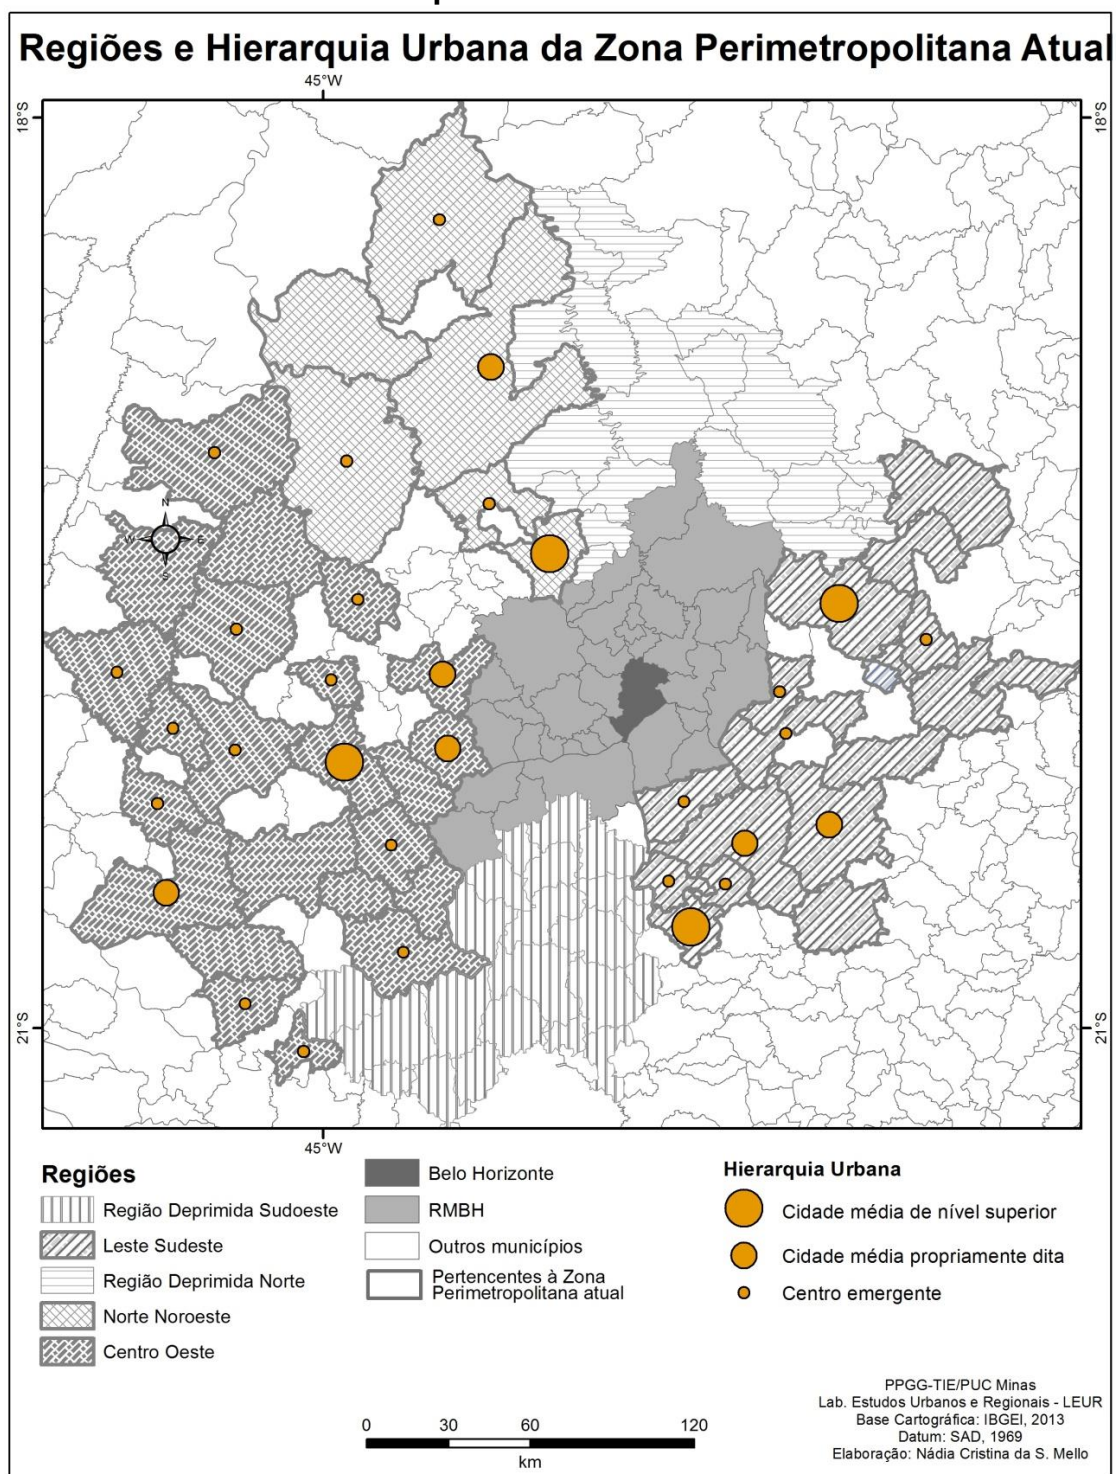 Regiões e Hierarquia Urbana da Zona Perimetropolitana Atual
45°W
18°S
18°S
N
W
E
S
21°S
21°S
45°W
Regiões
Região Deprimida Sudoeste
Leste Sudeste
Região Deprimida Norte
Norte Noroeste
Centro Oeste
Belo Horizonte
RMBH
Outros municípios
Pertencentes à Zona
Perimetropolitana atual
Hierarquia Urbana
Cidade média de nível superior
Cidade média propriamente dita
Centro emergente
0 30 60 120
km
PPGG-TIE/PUC Minas
Lab. Estudos Urbanos e Regionais - LEUR
Base Cartográfica: IBGEI, 2013
Datum: SAD, 1969
Elaboração: Nádia Cristina da S. Mello